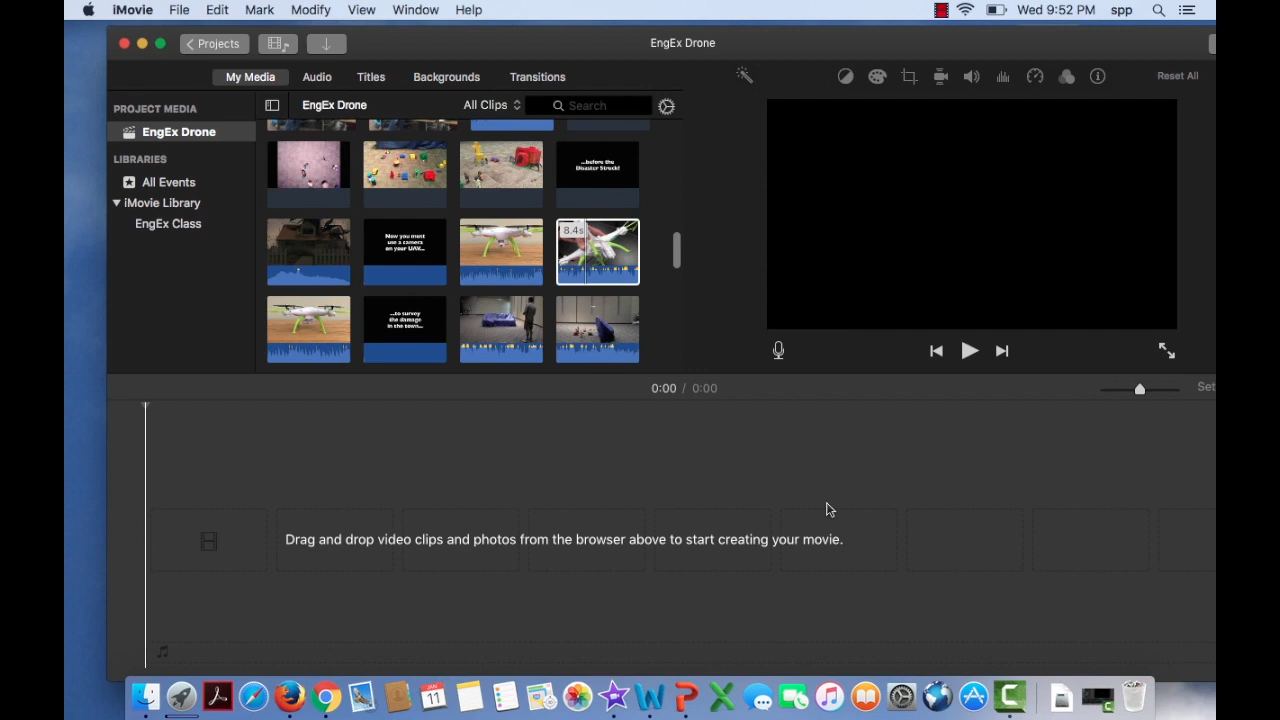 iMovie File Edit Mark Modify View Window Help Wed 9:52 PM spp
Projects EngEx Drone
My Media Audio Titles Backgrounds Transitions Reset All
PROJECT MEDIA
EngEx Drone
LIBRARIES
All Events
iMovie Library
EngEx Class
EngEx Drone All Clips Search
...before the
Disaster Struck!
Now you must
use a camera
on your UAV...
8.4s
...to survey
the damage
in the town...
0:00 / 0:00 Set
Drag and drop video clips and photos from the browser above to start creating your movie.
JAN
11